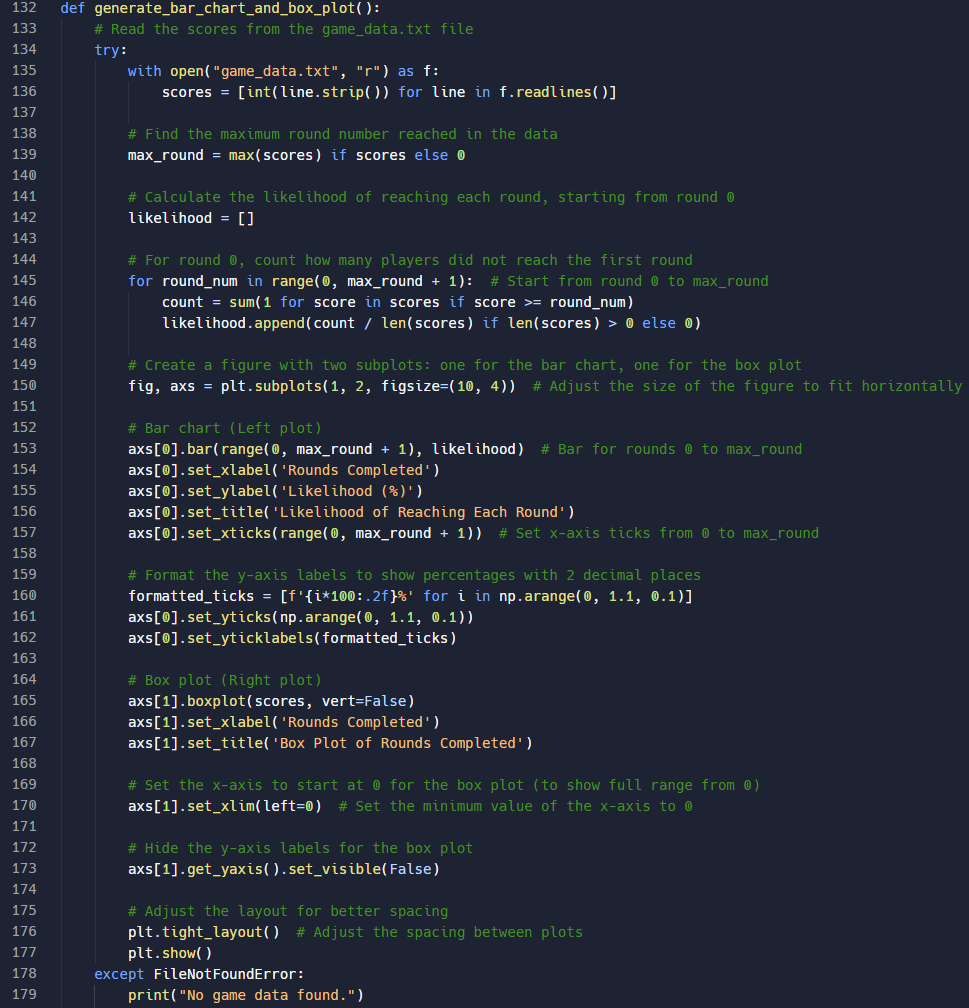 132 def generate_bar_chart_and_box_plot():
133     # Read the scores from the game_data.txt file
134     try:
135         with open("game_data.txt", "r") as f:
136             scores = [int(line.strip()) for line in f.readlines()]
137
138         # Find the maximum round number reached in the data
139         max_round = max(scores) if scores else 0
140
141         # Calculate the likelihood of reaching each round, starting from round 0
142         likelihood = []
143
144         # For round 0, count how many players did not reach the first round
145         for round_num in range(0, max_round + 1):  # Start from round 0 to max_round
146             count = sum(1 for score in scores if score >= round_num)
147             likelihood.append(count / len(scores) if len(scores) > 0 else 0)
148
149         # Create a figure with two subplots: one for the bar chart, one for the box plot
150         fig, axs = plt.subplots(1, 2, figsize=(10, 4))  # Adjust the size of the figure to fit horizontally
151
152         # Bar chart (Left plot)
153         axs[0].bar(range(0, max_round + 1), likelihood)  # Bar for rounds 0 to max_round
154         axs[0].set_xlabel('Rounds Completed')
155         axs[0].set_ylabel('Likelihood (%)')
156         axs[0].set_title('Likelihood of Reaching Each Round')
157         axs[0].set_xticks(range(0, max_round + 1))  # Set x-axis ticks from 0 to max_round
158
159         # Format the y-axis labels to show percentages with 2 decimal places
160         formatted_ticks = [f'{i*100:.2f}%' for i in np.arange(0, 1.1, 0.1)]
161         axs[0].set_yticks(np.arange(0, 1.1, 0.1))
162         axs[0].set_yticklabels(formatted_ticks)
163
164         # Box plot (Right plot)
165         axs[1].boxplot(scores, vert=False)
166         axs[1].set_xlabel('Rounds Completed')
167         axs[1].set_title('Box Plot of Rounds Completed')
168
169         # Set the x-axis to start at 0 for the box plot (to show full range from 0)
170         axs[1].set_xlim(left=0)  # Set the minimum value of the x-axis to 0
171
172         # Hide the y-axis labels for the box plot
173         axs[1].get_yaxis().set_visible(False)
174
175         # Adjust the layout for better spacing
176         plt.tight_layout()  # Adjust the spacing between plots
177         plt.show()
178     except FileNotFoundError:
179         print("No game data found.")